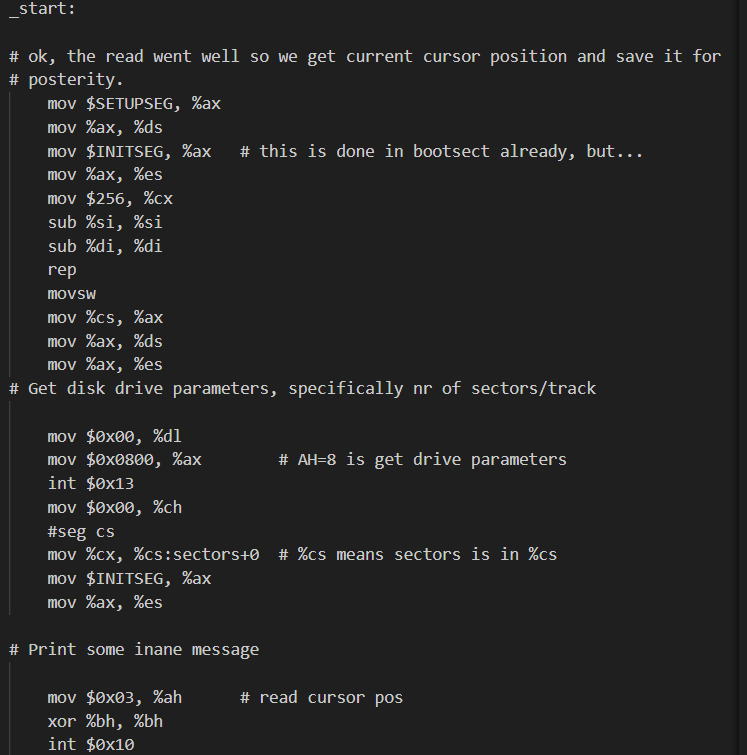 _start:
# ok, the read went well so we get current cursor position and save it for
# posterity.
mov $SETUPSEG, %ax
mov %ax, %ds
mov $INITSEG, %ax   # this is done in bootsect already, but...
mov %ax, %es
mov $256, %cx
sub %si, %si
sub %di, %di
rep
movsw
mov %cs, %ax
mov %ax, %ds
mov %ax, %es
# Get disk drive parameters, specifically nr of sectors/track
mov $0x00, %dl
mov $0x0800, %ax        # AH=8 is get drive parameters
int $0x13
mov $0x00, %ch
#seg cs
mov %cx, %cs:sectors+0  # %cs means sectors is in %cs
mov $INITSEG, %ax
mov %ax, %es
# Print some inane message
mov $0x03, %ah      # read cursor pos
xor %bh, %bh
int $0x10